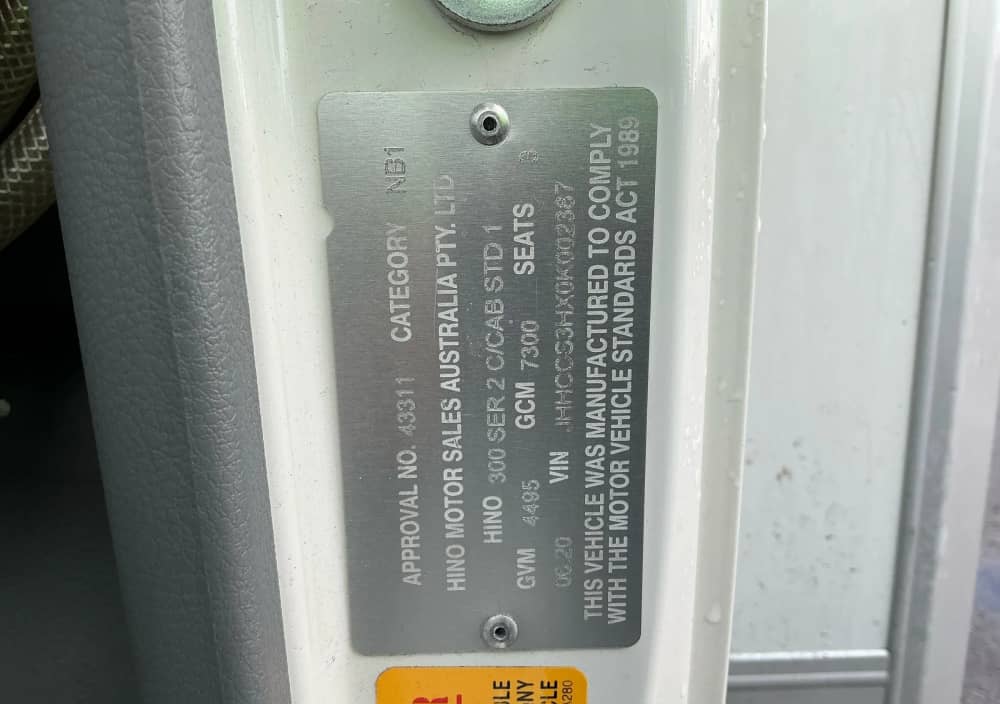 APPROVAL NO. 43311 CATEGORY NB1
HINO MOTOR SALES AUSTRALIA PTY. LTD
HINO 300 SER 2 C/CAB STD 1
GVM 4495 GCM 7300 SEATS 3
06.20 VIN JHHCCS3HX0K002367
THIS VEHICLE WAS MANUFACTURED TO COMPLY
WITH THE MOTOR VEHICLE STANDARDS ACT 1989